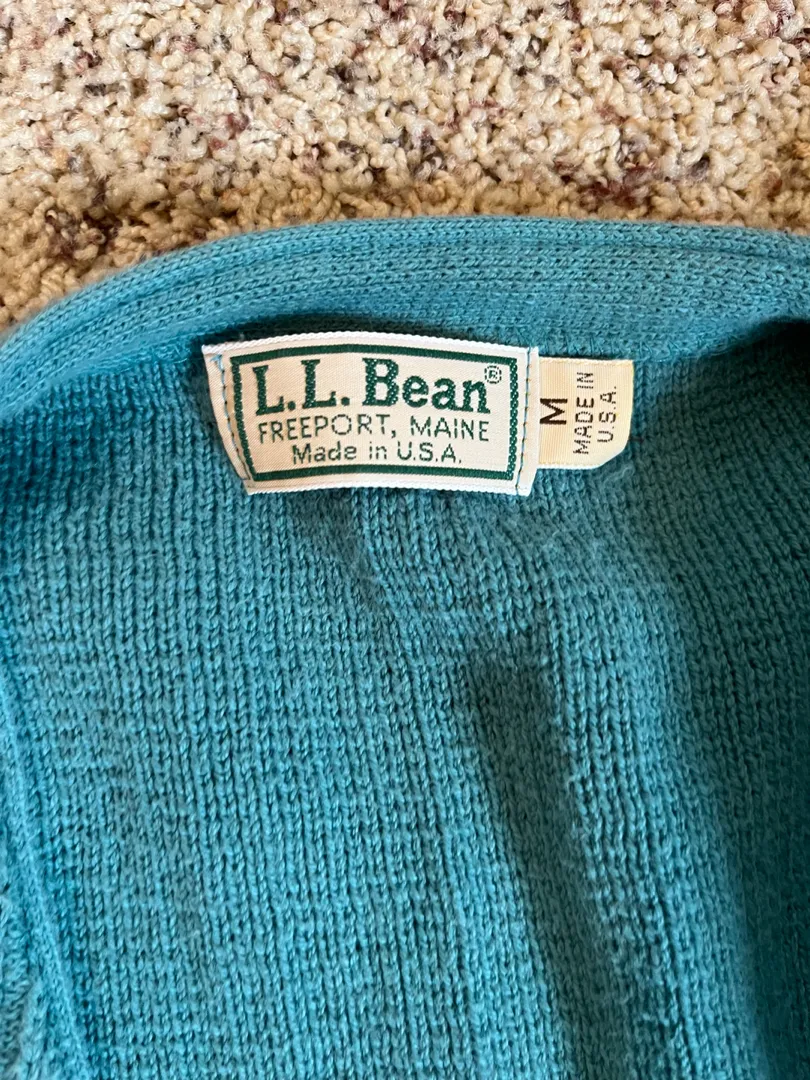 L.L. Bean®
FREEPORT, MAINE
Made in U.S.A.
M
MADE IN
U.S.A.